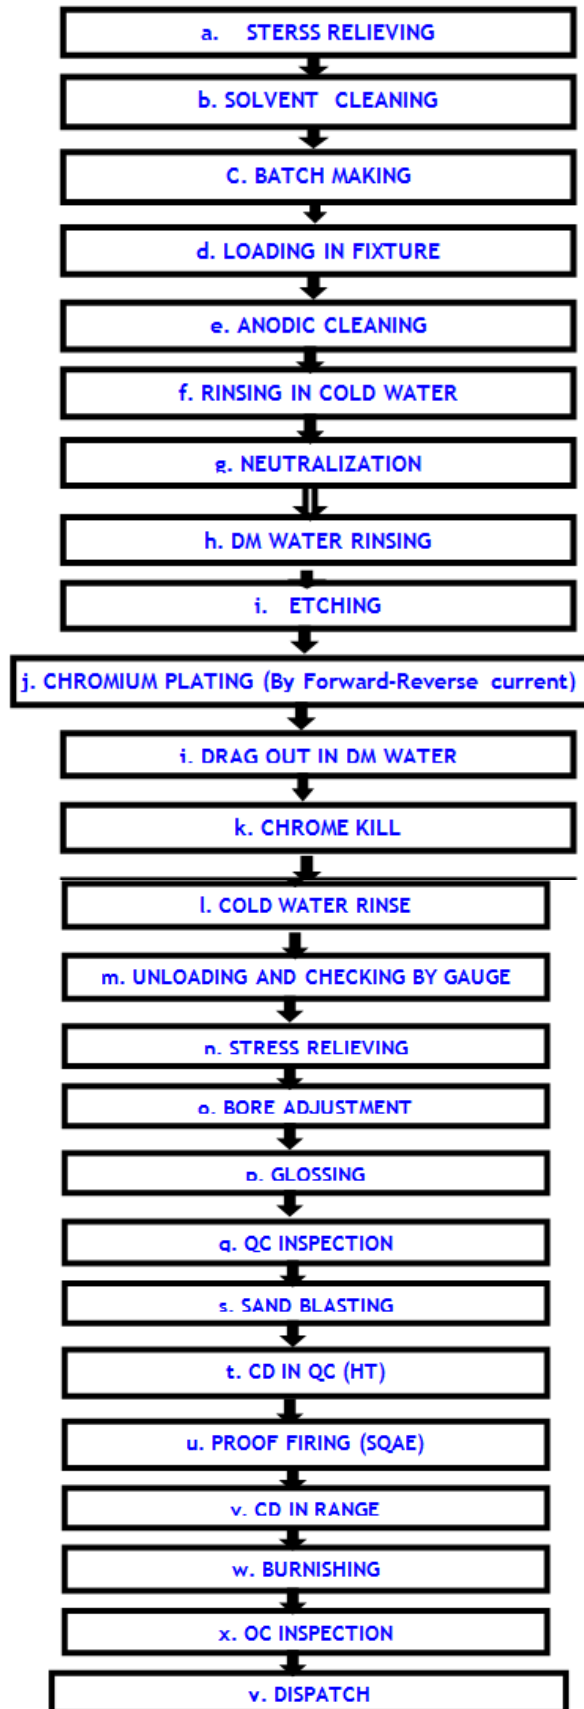 a. STERSS RELIEVING
b. SOLVENT CLEANING
C. BATCH MAKING
d. LOADING IN FIXTURE
e. ANODIC CLEANING
f. RINSING IN COLD WATER
g. NEUTRALIZATION
h. DM WATER RINSING
i. ETCHING
j. CHROMIUM PLATING (By Forward-Reverse current)
i. DRAG OUT IN DM WATER
k. CHROME KILL
l. COLD WATER RINSE
m. UNLOADING AND CHECKING BY GAUGE
n. STRESS RELIEVING
o. BORE ADJUSTMENT
p. GLOSSING
q. QC INSPECTION
s. SAND BLASTING
t. CD IN QC (HT)
u. PROOF FIRING (SQAE)
v. CD IN RANGE
w. BURNISHING
x. QC INSPECTION
y. DISPATCH